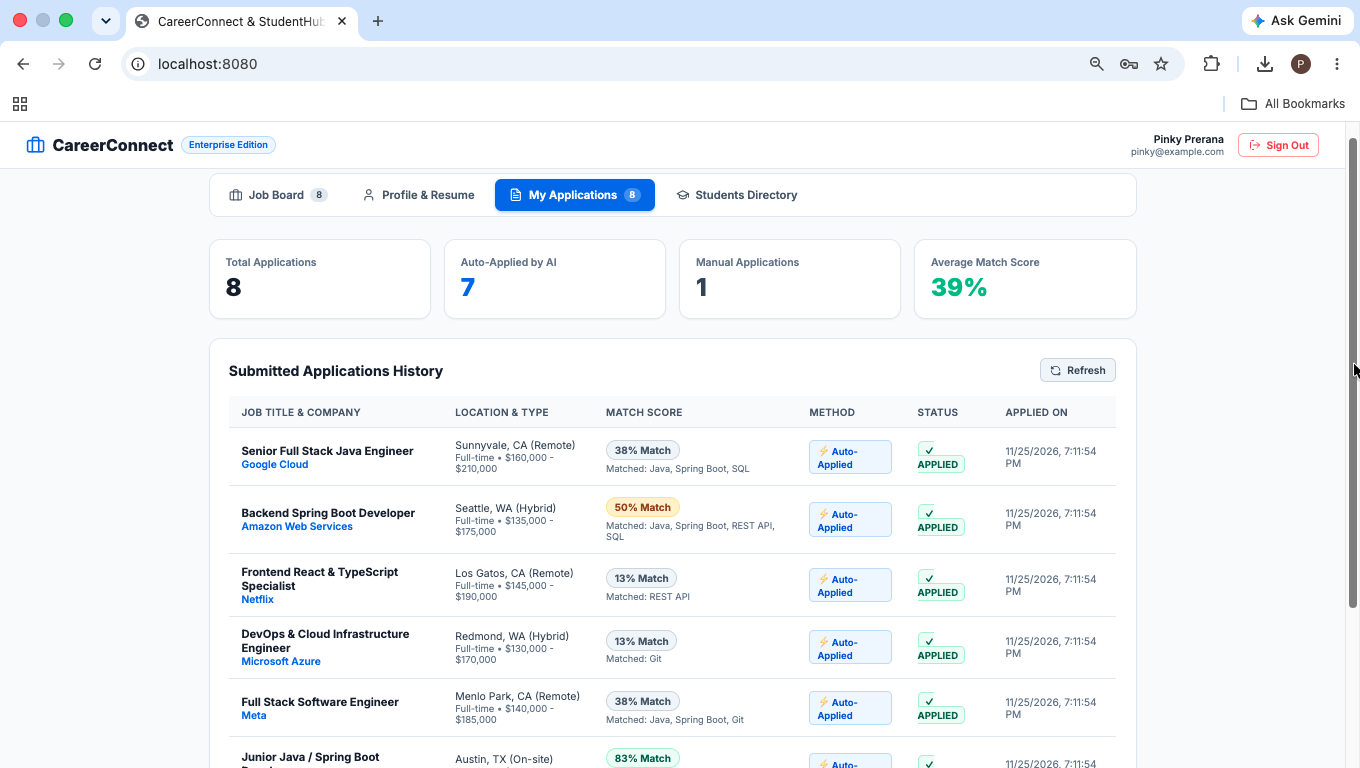 CareerConnect & StudentHub
Ask Gemini
localhost:8080
P
All Bookmarks
CareerConnect
Enterprise Edition
Pinky Prerana
pinky@example.com
Sign Out
Job Board 8
Profile & Resume
My Applications 8
Students Directory
Total Applications
8
Auto-Applied by AI
7
Manual Applications
1
Average Match Score
39%
Submitted Applications History
Refresh
JOB TITLE & COMPANY LOCATION & TYPE MATCH SCORE METHOD STATUS APPLIED ON
Senior Full Stack Java Engineer
Google Cloud
Sunnyvale, CA (Remote)
Full-time • $160,000 -
$210,000
38% Match
Matched: Java, Spring Boot, SQL
⚡ Auto-
Applied
✓
APPLIED
11/25/2026, 7:11:54
PM
Backend Spring Boot Developer
Amazon Web Services
Seattle, WA (Hybrid)
Full-time • $135,000 -
$175,000
50% Match
Matched: Java, Spring Boot, REST API,
SQL
⚡ Auto-
Applied
✓
APPLIED
11/25/2026, 7:11:54
PM
Frontend React & TypeScript
Specialist
Netflix
Los Gatos, CA (Remote)
Full-time • $145,000 -
$190,000
13% Match
Matched: REST API
⚡ Auto-
Applied
✓
APPLIED
11/25/2026, 7:11:54
PM
DevOps & Cloud Infrastructure
Engineer
Microsoft Azure
Redmond, WA (Hybrid)
Full-time • $130,000 -
$170,000
13% Match
Matched: Git
⚡ Auto-
Applied
✓
APPLIED
11/25/2026, 7:11:54
PM
Full Stack Software Engineer
Meta
Menlo Park, CA (Remote)
Full-time • $140,000 -
$185,000
38% Match
Matched: Java, Spring Boot, Git
⚡ Auto-
Applied
✓
APPLIED
11/25/2026, 7:11:54
PM
Junior Java / Spring Boot
Austin, TX (On-site)
83% Match
⚡ Auto-
✓
11/25/2026, 7:11:54